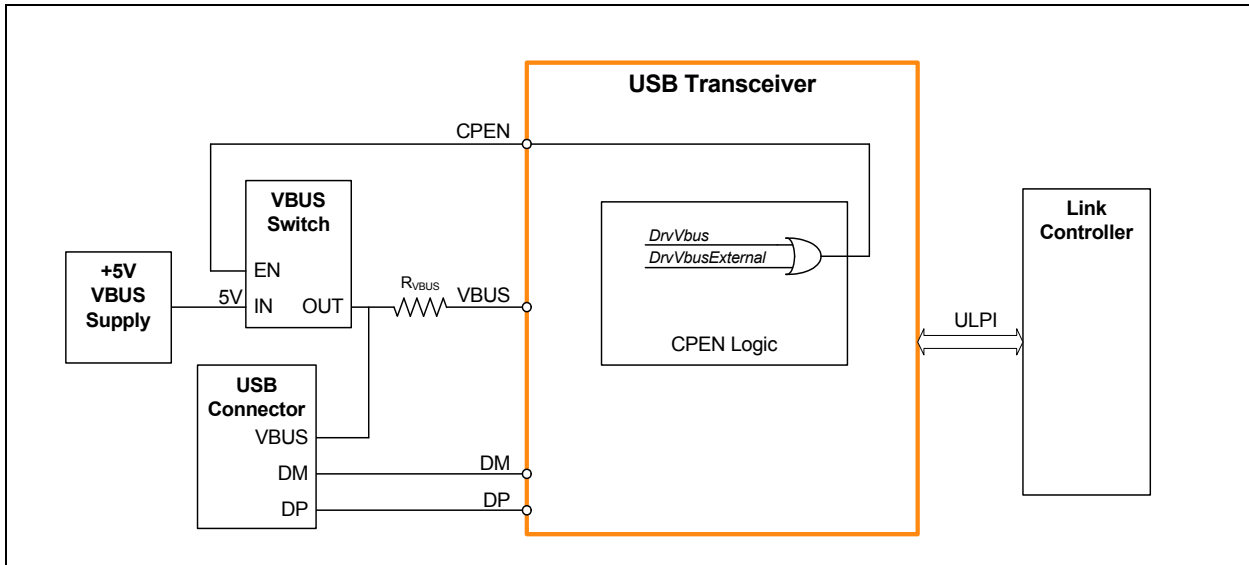 USB Transceiver
CPEN
VBUS
Switch
EN
5V
IN
OUT
+5V
VBUS
Supply
RVBUS
VBUS
DrvVbus
DrvVbusExternal
CPEN Logic
Link
Controller
ULPI
USB
Connector
VBUS
DM
DP
DM
DP